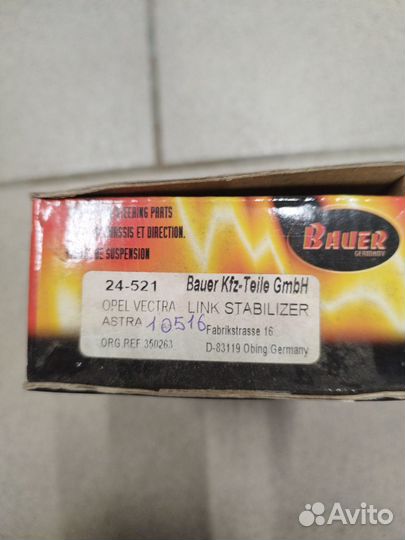 EERING PARTS
CHASSIS ET DIRECTION.
DE SUSPENSION
BAUER
GERMANY
24-521 Bauer Kfz-Teile GmbH
OPEL VECTRA LINK STABILIZER
ASTRA 10516 Fabrikstrasse 16
ORG.REF.350263 D-83119 Obing,Germany
Avito